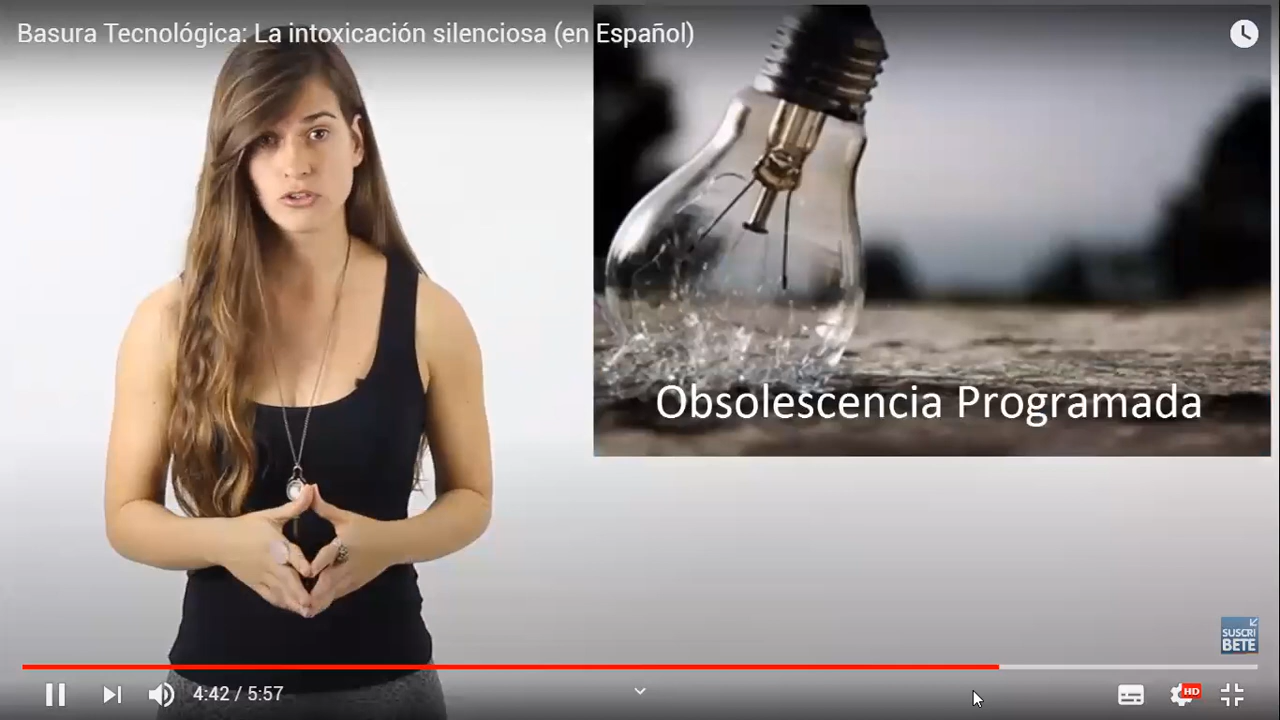 Basura Tecnológica: La intoxicación silenciosa (en Español)
Obsolescencia Programada
SUSCRI
BETE
4:42 / 5:57
HD